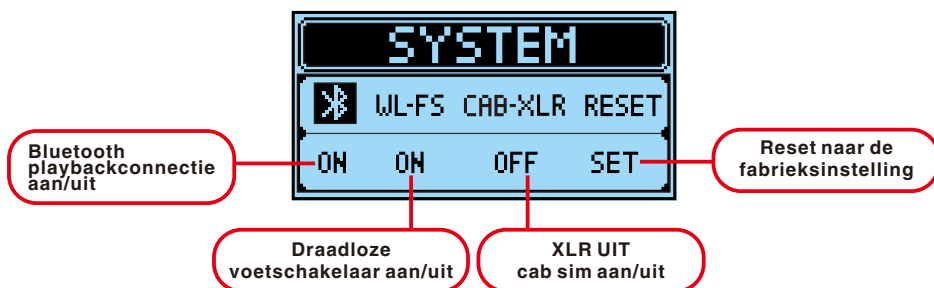 SYSTEM
WL-FS CAB-XLR RESET
ON ON OFF SET
Bluetooth
playbackconnectie
aan/uit
Reset naar de
fabrieksinstelling
Draadloze
voetschakelaar aan/uit
XLR UIT
cab sim aan/uit